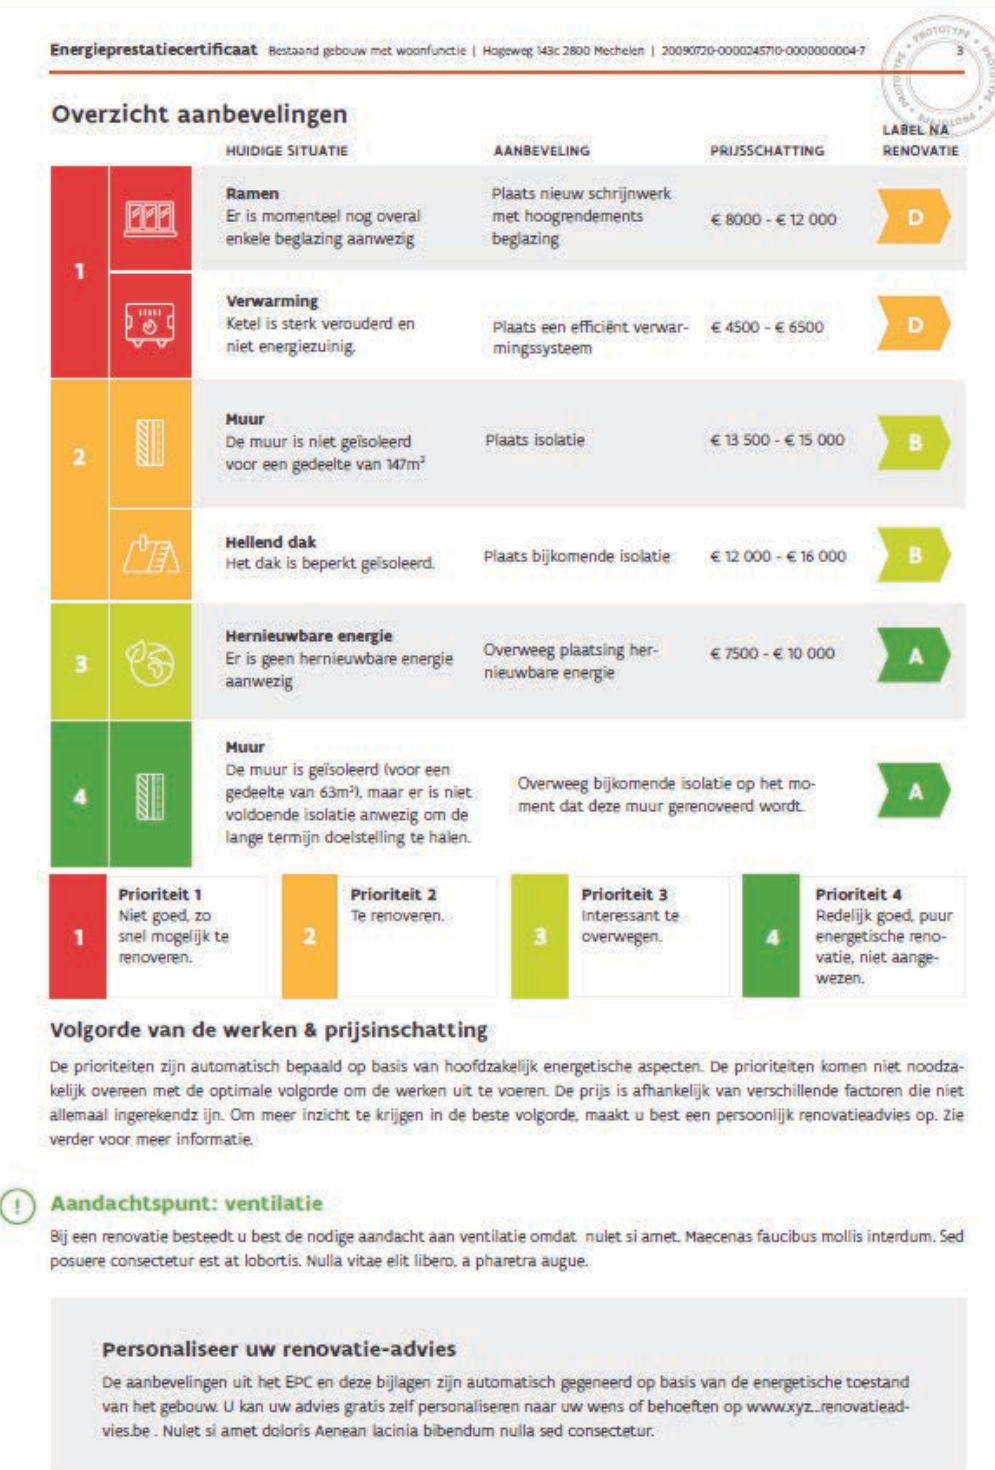 Energieprestatiecertificaat Bestaand gebouw met woonfunctie | Hogeweg 143c 2800 Mechelen | 20090720-0000245710-0000000004-7
3
PROTOTYPE • PROTOTYPE • PROTOTYPE • PROTOTYPE
Overzicht aanbevelingen
HUIDIGE SITUATIE AANBEVELING PRIJSSCHATTING LABEL NA
RENOVATIE
1
Ramen
Er is momenteel nog overal
enkele beglazing aanwezig
Plaats nieuw schrijnwerk
met hoogrendements
beglazing
€ 8000 - € 12 000
D
Verwarming
Ketel is sterk verouderd en
niet energiezuinig.
Plaats een efficiënt verwar-
mingssysteem
€ 4500 - € 6500
D
2
Muur
De muur is niet geïsoleerd
voor een gedeelte van 147m²
Plaats isolatie
€ 13 500 - € 15 000
B
Hellend dak
Het dak is beperkt geïsoleerd.
Plaats bijkomende isolatie
€ 12 000 - € 16 000
B
3
Hernieuwbare energie
Er is geen hernieuwbare energie
aanwezig
Overweeg plaatsing her-
nieuwbare energie
€ 7500 - € 10 000
A
4
Muur
De muur is geïsoleerd (voor een
gedeelte van 63m²), maar er is niet
voldoende isolatie anwezig om de
lange termijn doelstelling te halen.
Overweeg bijkomende isolatie op het mo-
ment dat deze muur gerenoveerd wordt.
A
1
Prioriteit 1
Niet goed, zo
snel mogelijk te
renoveren.
2
Prioriteit 2
Te renoveren.
3
Prioriteit 3
Interessant te
overwegen.
4
Prioriteit 4
Redelijk goed, puur
energetische reno-
vatie, niet aange-
wezen.
Volgorde van de werken & prijsinschatting
De prioriteiten zijn automatisch bepaald op basis van hoofdzakelijk energetische aspecten. De prioriteiten komen niet noodza-
kelijk overeen met de optimale volgorde om de werken uit te voeren. De prijs is afhankelijk van verschillende factoren die niet
allemaal ingerekendz ijn. Om meer inzicht te krijgen in de beste volgorde, maakt u best een persoonlijk renovatieadvies op. Zie
verder voor meer informatie.
! Aandachtspunt: ventilatie
Bij een renovatie besteedt u best de nodige aandacht aan ventilatie omdat nulet si amet. Maecenas faucibus mollis interdum. Sed
posuere consectetur est at lobortis. Nulla vitae elit libero, a pharetra augue.
Personaliseer uw renovatie-advies
De aanbevelingen uit het EPC en deze bijlagen zijn automatisch gegeneerd op basis van de energetische toestand
van het gebouw. U kan uw advies gratis zelf personaliseren naar uw wens of behoeften op www.xyz...renovatiead-
vies.be . Nulet si amet doloris Aenean lacinia bibendum nulla sed consectetur.